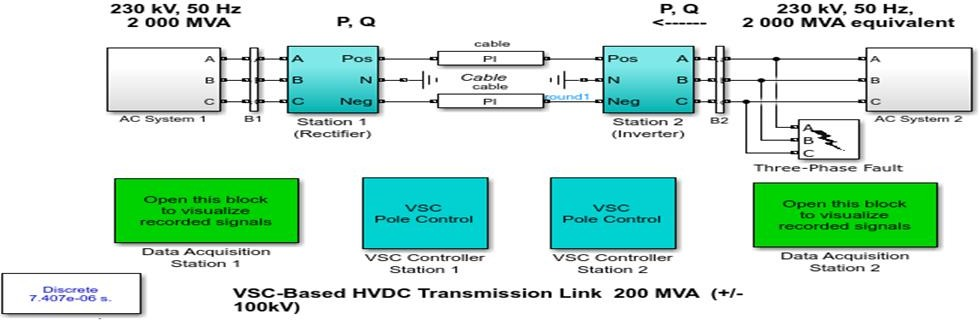 230 kV, 50 Hz
2 000 MVA
P, Q
P, Q
<------
230 kV, 50 Hz,
2 000 MVA equivalent
cable
A
B
C
A
B
C
Pos
N
Neg
PI
Cable
cable
PI
round1
Pos
N
Neg
A
B
C
A
B
C
AC System 1
B1
Station 1
(Rectifier)
Station 2
(Inverter)
B2
AC System 2
A
B
C
Three-Phase Fault
Open this block
to visualize
recorded signals
VSC
Pole Control
VSC
Pole Control
Open this block
to visualize
recorded signals
Data Acquisition
Station 1
VSC Controller
Station 1
VSC Controller
Station 2
Data Acquisition
Station 2
Discrete
7.407e-06 s.
VSC-Based HVDC Transmission Link 200 MVA (+/-
100kV)